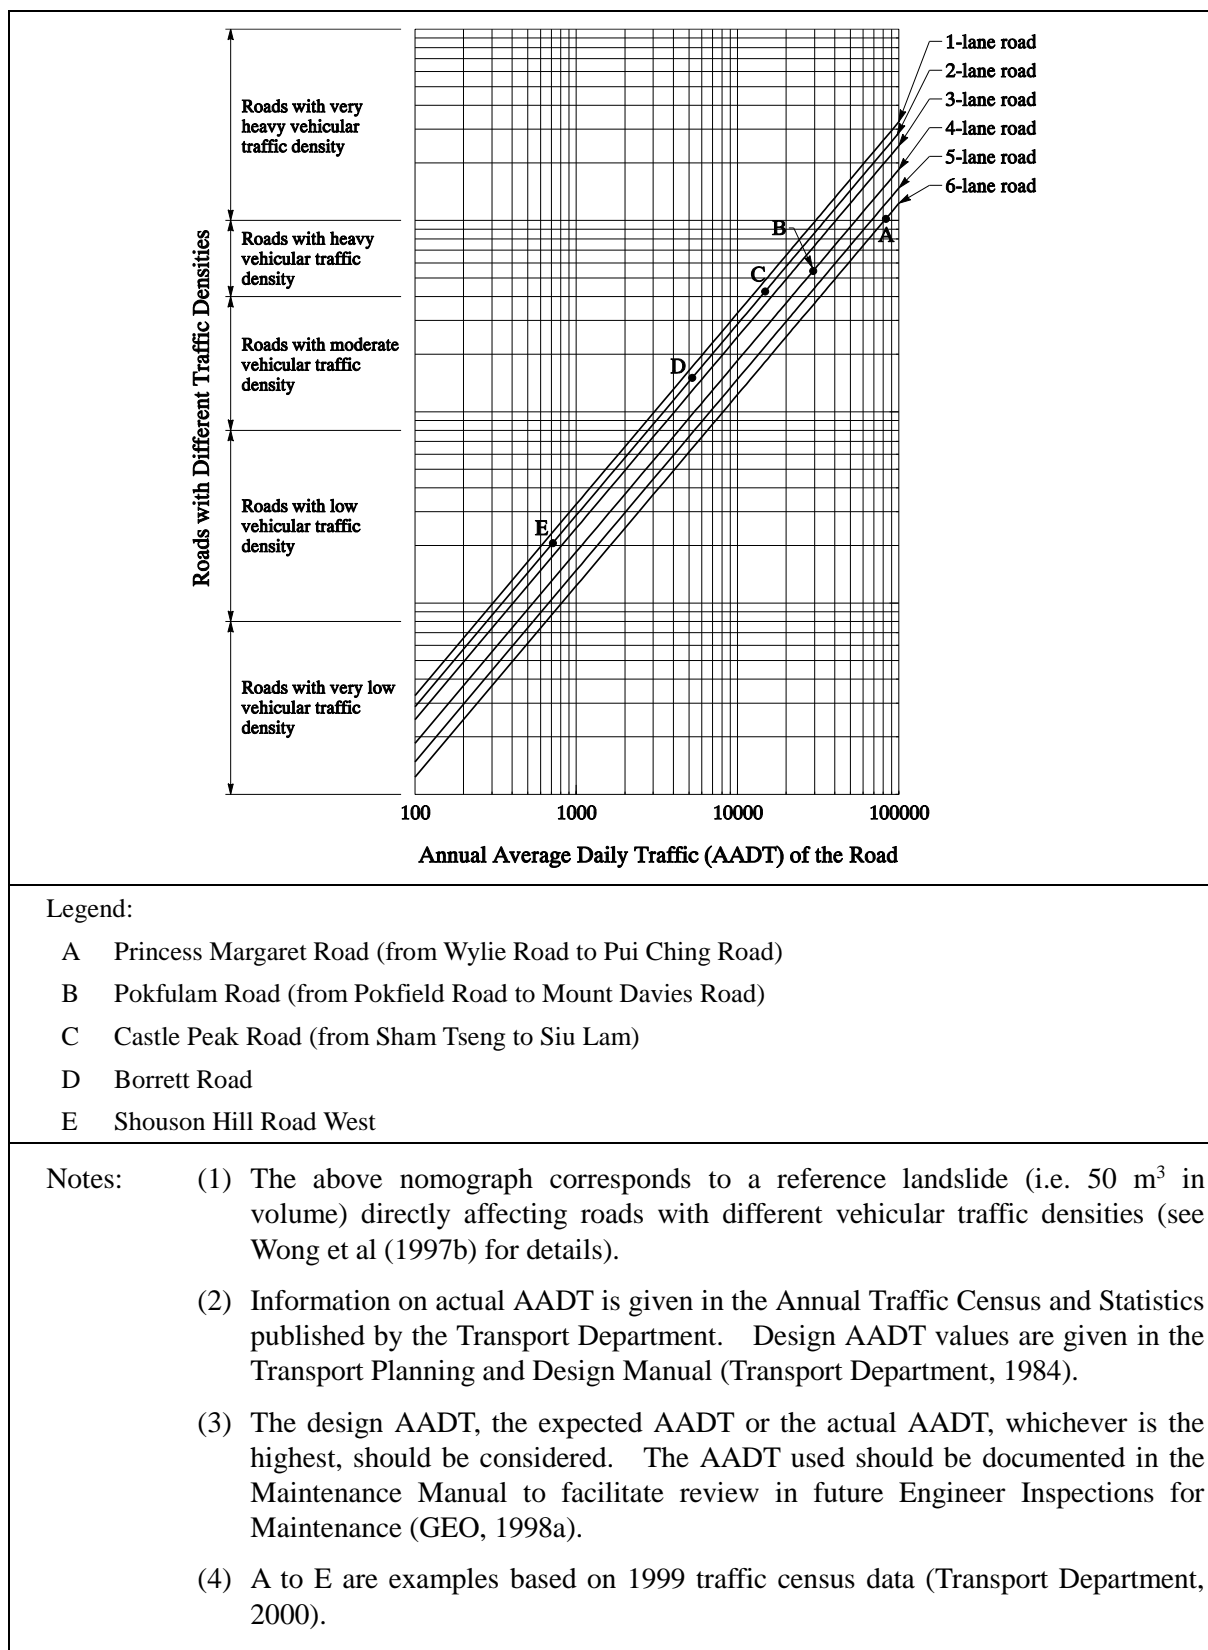 1-lane road
2-lane road
3-lane road
4-lane road
5-lane road
6-lane road
Roads with Different Traffic Densities
Roads with very
heavy vehicular
traffic density
Roads with heavy
vehicular traffic
density
Roads with moderate
vehicular traffic
density
Roads with low
vehicular traffic
density
Roads with very low
vehicular traffic
density
A
B
C
D
E
100 1000 10000 100000
Annual Average Daily Traffic (AADT) of the Road
Legend:
A Princess Margaret Road (from Wylie Road to Pui Ching Road)
B Pokfulam Road (from Pokfield Road to Mount Davies Road)
C Castle Peak Road (from Sham Tseng to Siu Lam)
D Borrett Road
E Shouson Hill Road West
Notes: (1) The above nomograph corresponds to a reference landslide (i.e. 50 m³ in
volume) directly affecting roads with different vehicular traffic densities (see
Wong et al (1997b) for details).
(2) Information on actual AADT is given in the Annual Traffic Census and Statistics
published by the Transport Department. Design AADT values are given in the
Transport Planning and Design Manual (Transport Department, 1984).
(3) The design AADT, the expected AADT or the actual AADT, whichever is the
highest, should be considered. The AADT used should be documented in the
Maintenance Manual to facilitate review in future Engineer Inspections for
Maintenance (GEO, 1998a).
(4) A to E are examples based on 1999 traffic census data (Transport Department,
2000).